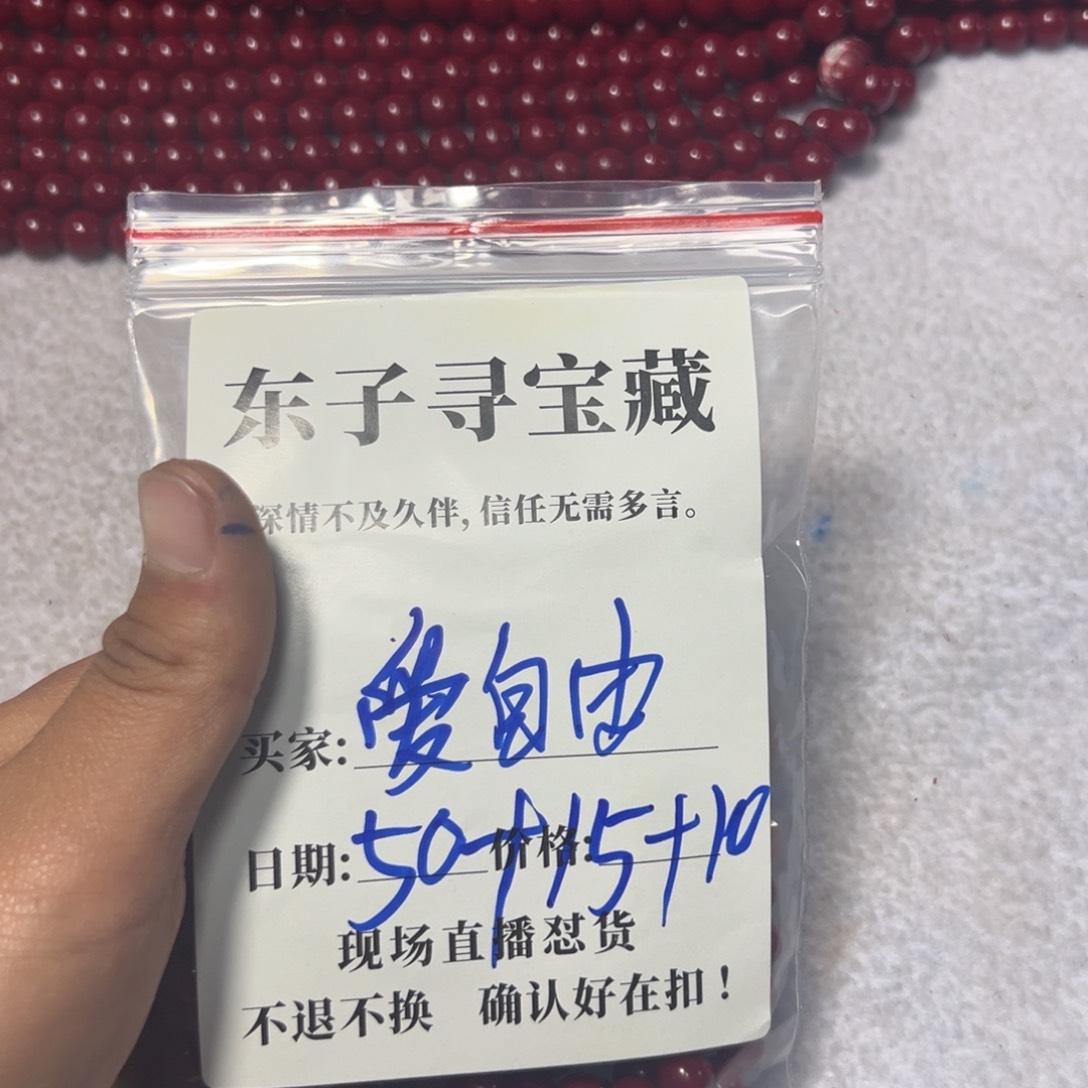 东子寻宝藏
深情不及久伴，信任无需多言。
买家:爱自由
日期:50+价格:15+10
现场直播怼货
不退不换 确认好在扣！